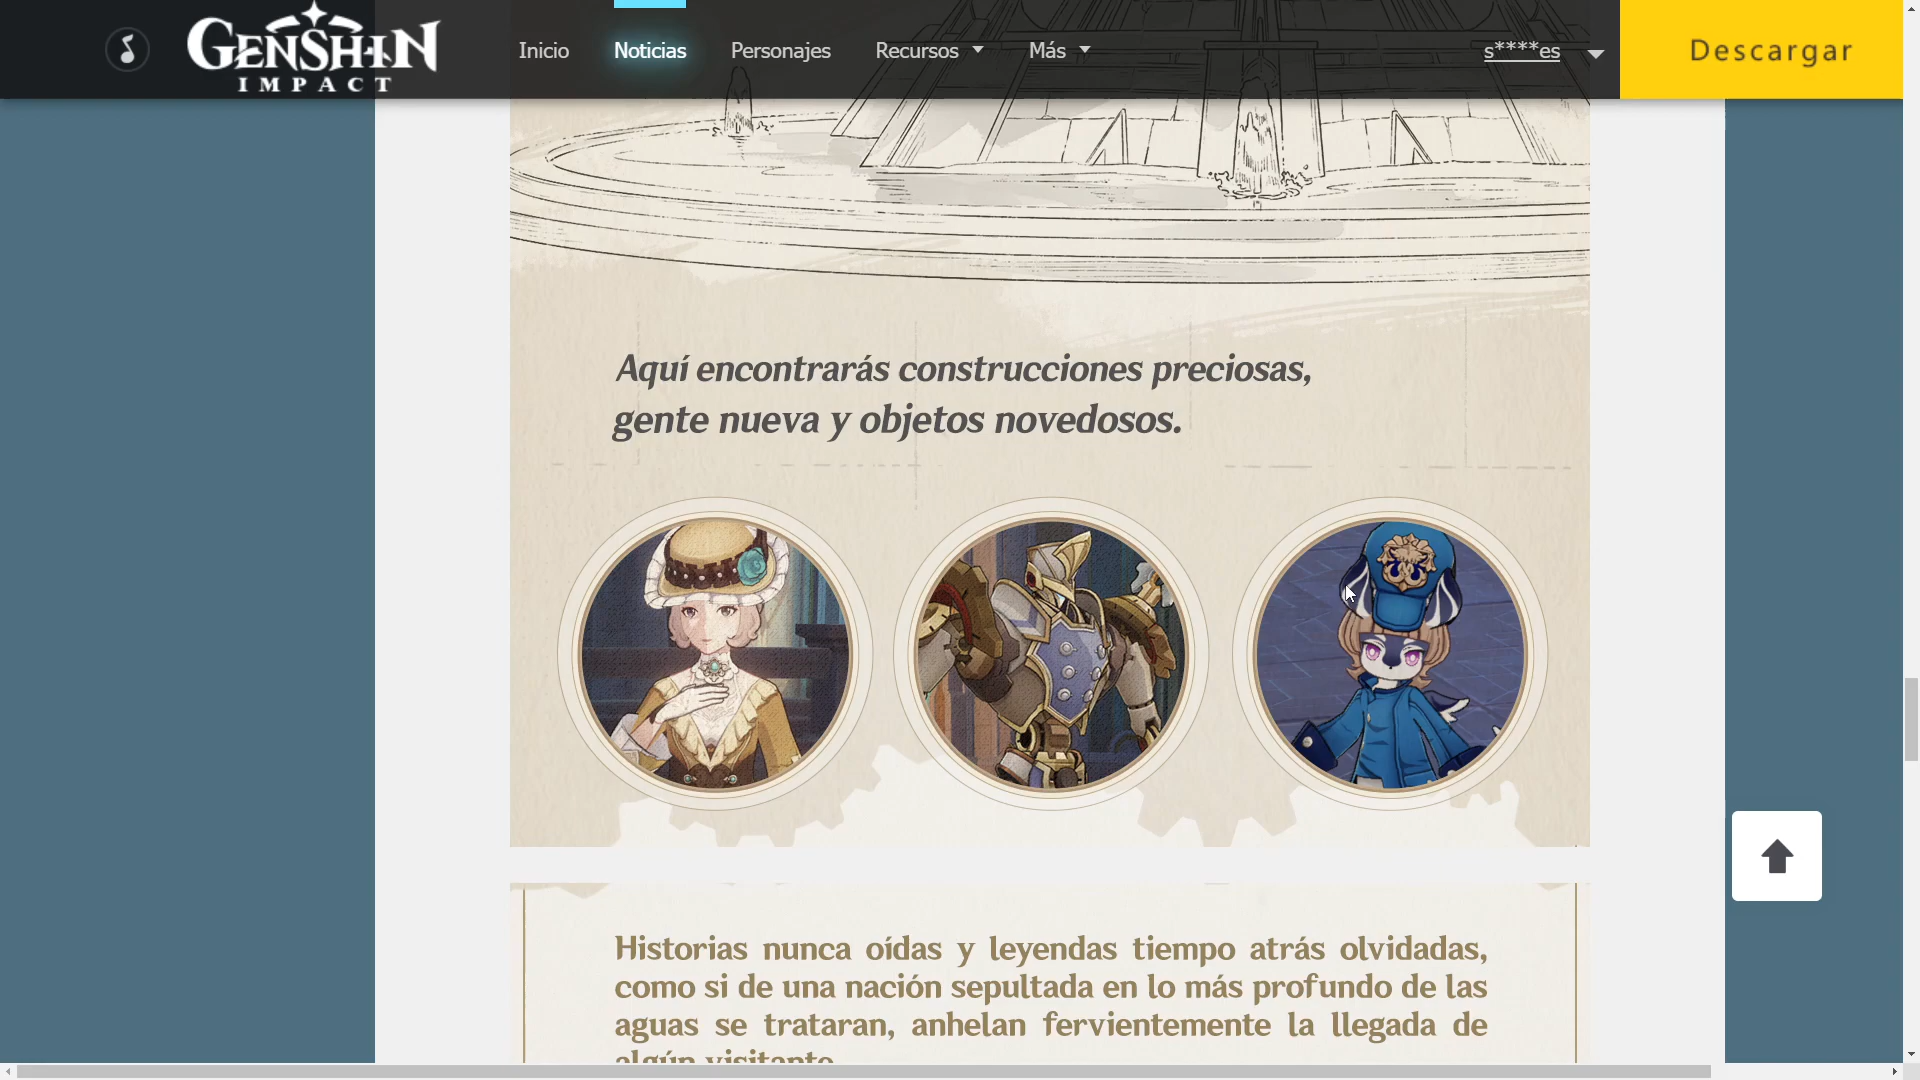 GENSHIN
IMPACT
Inicio
Noticias
Personajes
Recursos
Más
s****es
Descargar
Aquí encontrarás construcciones preciosas,
gente nueva y objetos novedosos.
Historias nunca oídas y leyendas tiempo atrás olvidadas,
como si de una nación sepultada en lo más profundo de las
aguas se trataran, anhelan fervientemente la llegada de
algún visitante.